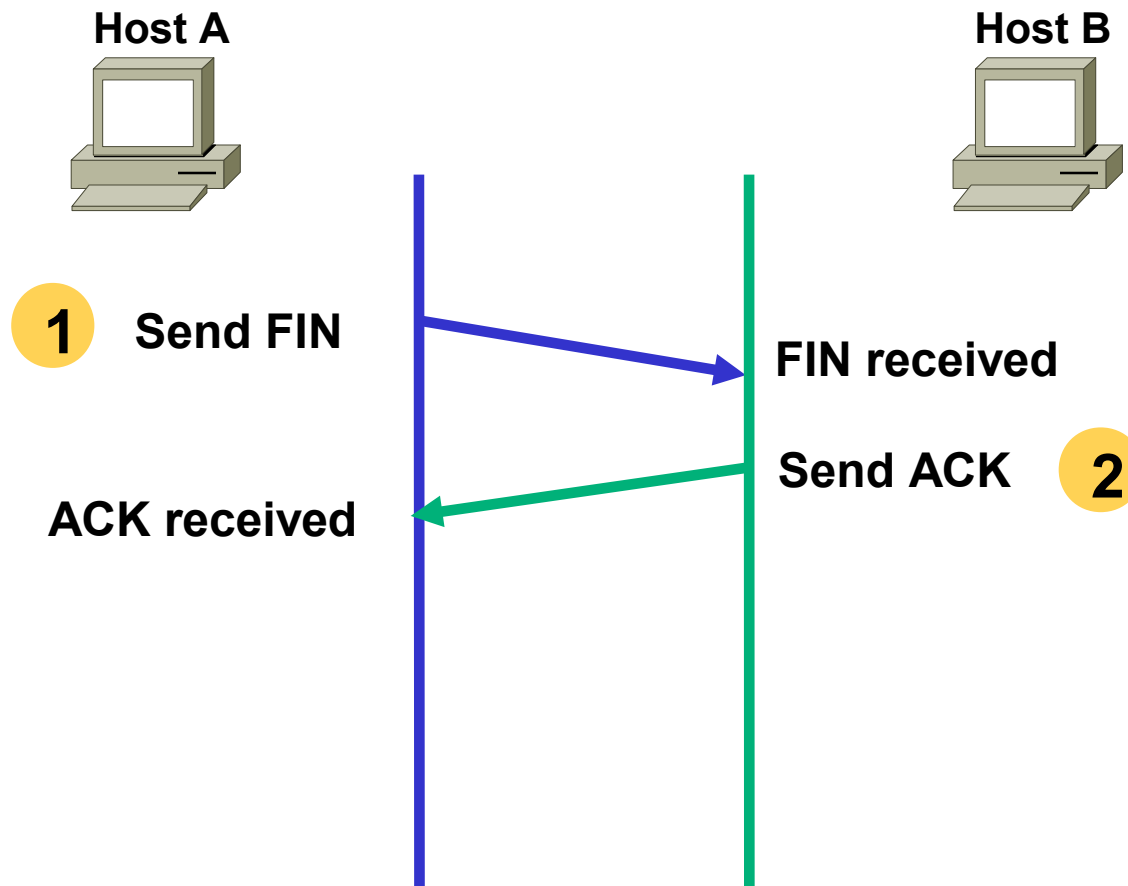 Host A
Host B
1
Send FIN
FIN received
Send ACK
2
ACK received